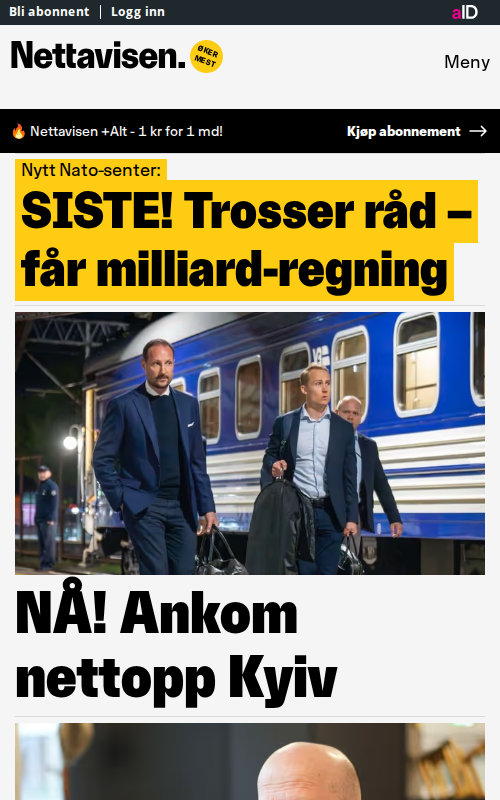 Bli abonnent | Logg inn
aID
Nettavisen.
ØKER
MEST
Meny
🔥 Nettavisen +Alt - 1 kr for 1 md!
Kjøp abonnement →
Nytt Nato-senter:
SISTE! Trosser råd –
får milliard-regning
NÅ! Ankom
nettopp Kyiv